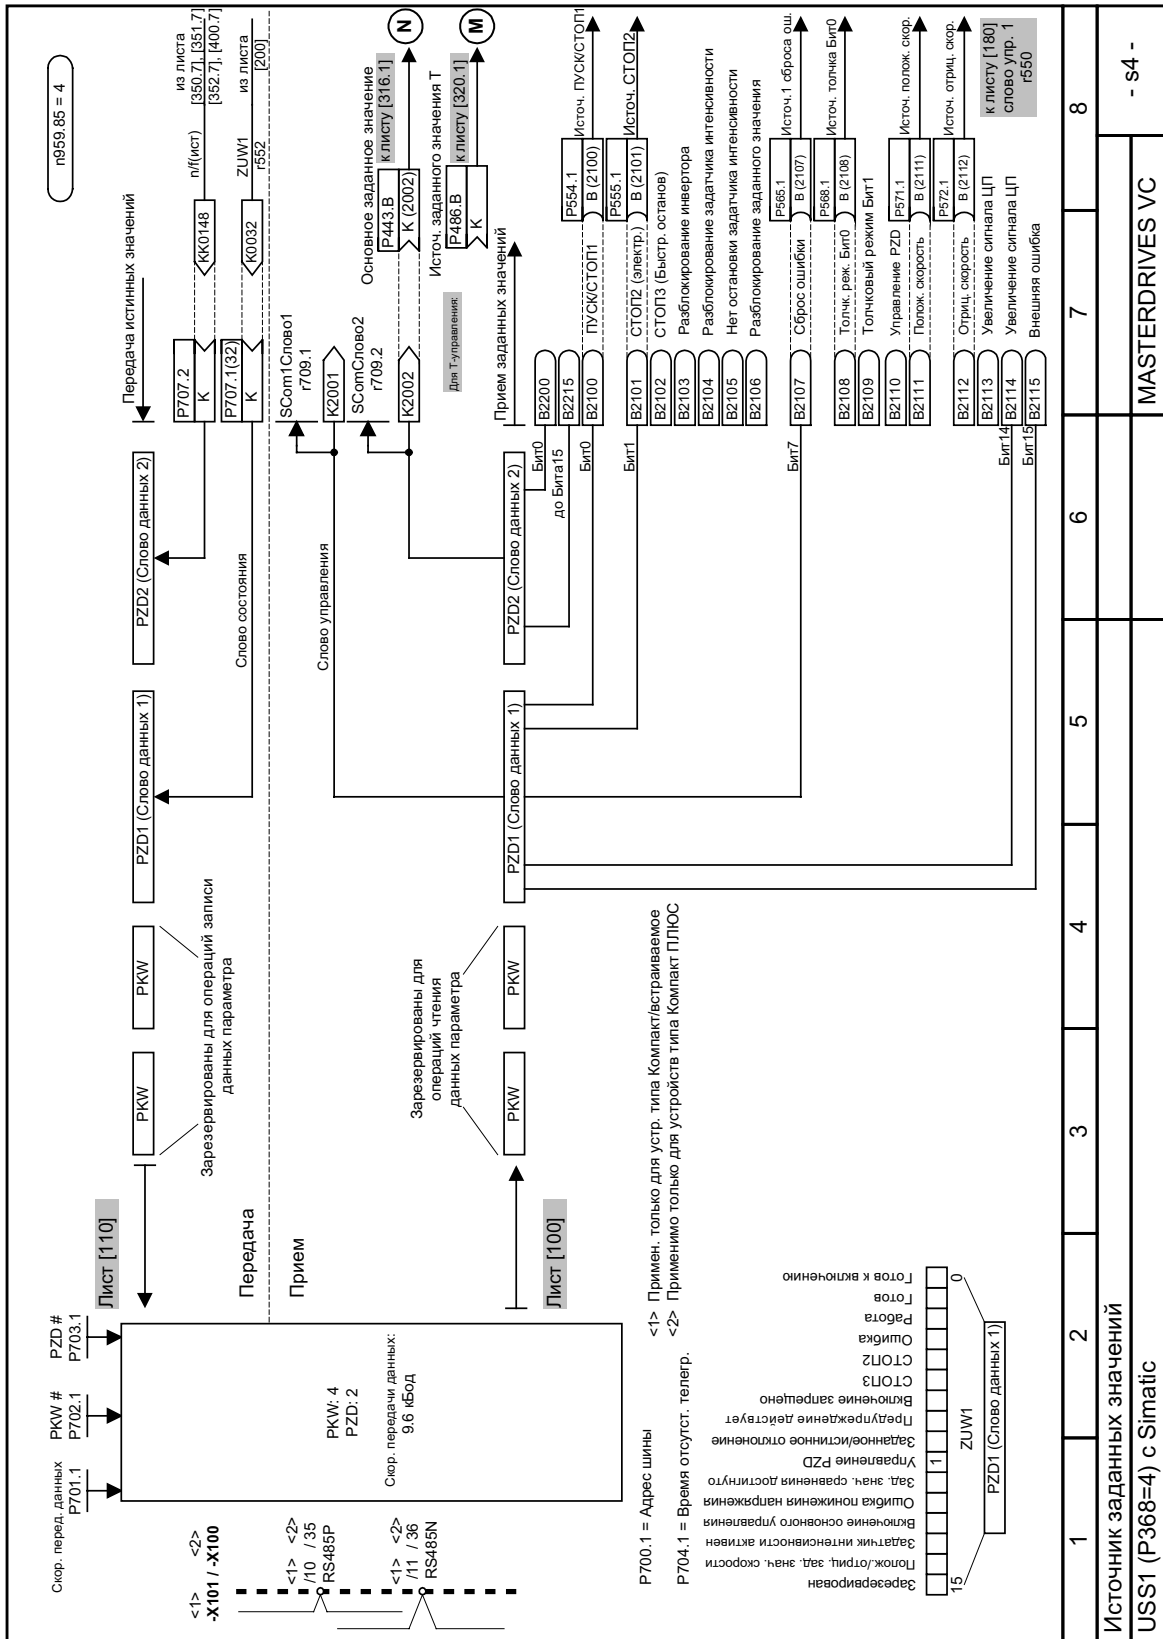 n959.85 = 4
Скор. перед. данных
P701.1
PKW #
P702.1
PZD #
P703.1
Лист [110]
PKW
PKW
PZD1 (Слово данных 1)
PZD2 (Слово данных 2)
Передача истинных значений
Зарезервированы для операций записи
данных параметра
Слово состояния
P707.2
K
KK0148
n/f(ист)
из листа
[350.7], [351.7]
[352.7], [400.7]
P707.1(32)
K
K0032
ZUW1
r552
из листа
[200]
Передача
Прием
<1> <2>
-X101 / -X100
<1> <2>
/10 / 35
RS485P
<1> <2>
/11 / 36
RS485N
PKW: 4
PZD: 2
Скор. передачи данных:
9.6 кБод
Слово управления
SCom1Слово1
r709.1
K2001
SComСлово2
r709.2
K2002
Основное заданное значение
P443.B
K (2002)
к листу [316.1]
N
Для Т-управления:
Источ. заданного значения Т
P486.B
K
к листу [320.1]
M
Зарезервированы для
операций чтения
данных параметра
Лист [100]
PKW
PKW
PZD1 (Слово данных 1)
PZD2 (Слово данных 2)
Прием заданных значений
Бит0
B2200
до Бита15
B2215
Бит0
B2100
ПУСК/СТОП1
P554.1
B (2100)
Источ. ПУСК/СТОП1
Бит1
B2101
СТОП2 (электр.)
P555.1
B (2101)
Источ. СТОП2
B2102
СТОП3 (Быстр. останов)
B2103
Разблокирование инвертора
B2104
Разблокирование задатчика интенсивности
B2105
Нет остановки задатчика интенсивности
B2106
Разблокирование заданного значения
Бит7
B2107
Сброс ошибки
P565.1
B (2107)
Источ.1 сброса ош.
B2108
Толчк. реж. Бит0
P568.1
B (2108)
Источ. толчка Бит0
B2109
Толчковый режим Бит1
B2110
Управление PZD
B2111
Полож. скорость
P571.1
B (2111)
Источ. полож. скор.
B2112
Отриц. скорость
P572.1
B (2112)
Источ. отриц. скор.
B2113
Увеличение сигнала ЦП
Бит14
B2114
Увеличение сигнала ЦП
Бит15
B2115
Внешняя ошибка
к листу [180]
слово упр. 1
r550
P700.1 = Адрес шины
P704.1 = Время отсутст. телегр.
<1> Примен. только для устр. типа Компакт/встраиваемое
<2> Применимо только для устройств типа Компакт ПЛЮС
Зарезервирован
Полож./отриц. зад. знач. скорости
Задатчик интенсивности активен
Включение основного управления
Ошибка понижения напряжения
Зад. знач. сравнения достигнуто
Управление PZD
Заданное/истинное отклонение
Предупреждение действует
Включение запрещено
СТОП3
СТОП2
Ошибка
Работа
Готов
Готов к включению
1
15
ZUW1
0
PZD1 (Слово данных 1)
1 2 3 4 5 6 7 8
Источник заданных значений
USS1 (P368=4) с Simatic
MASTERDRIVES VC
- s4 -